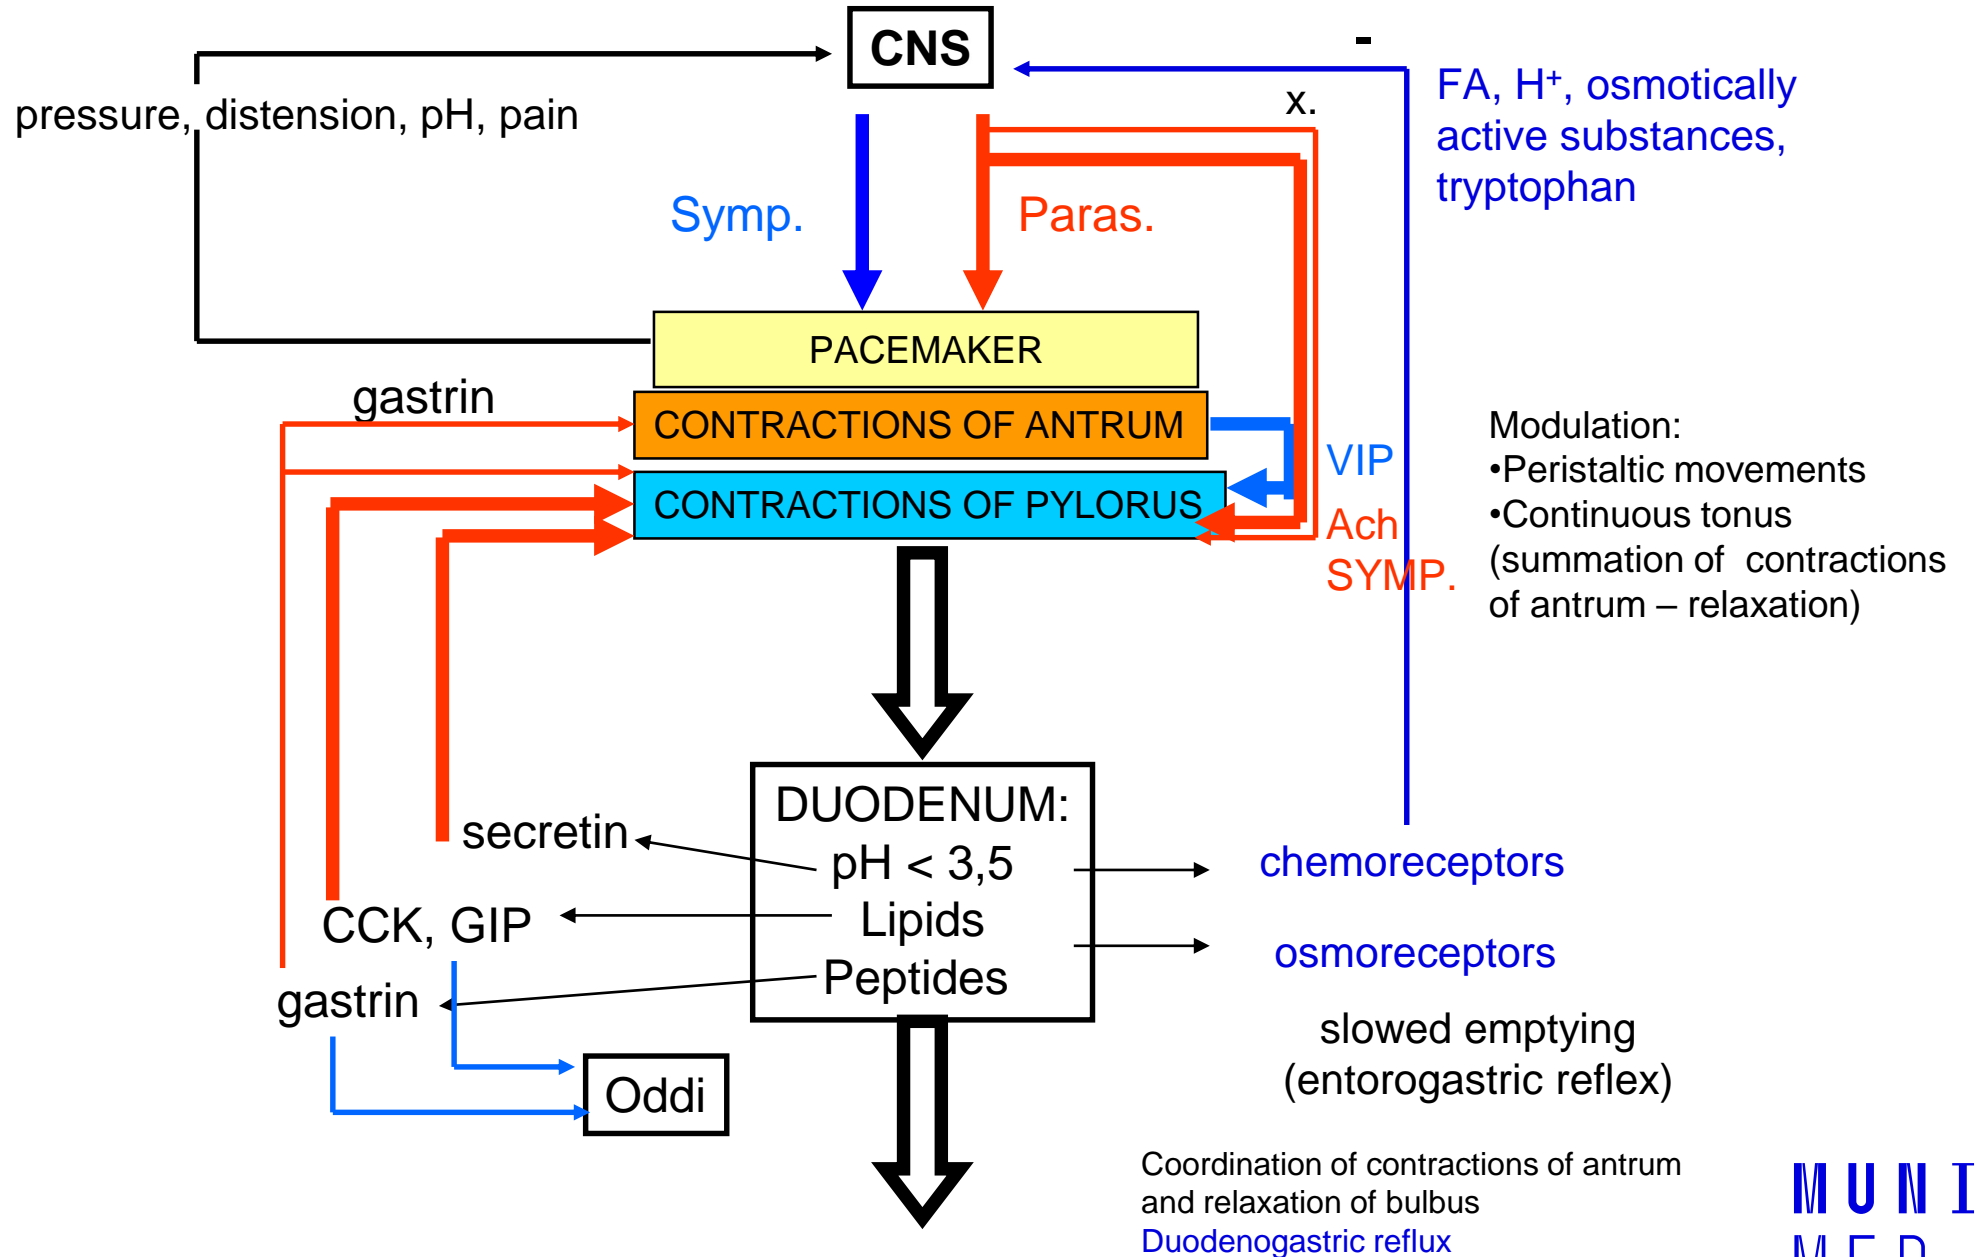 CNS
-
pressure, distension, pH, pain
x.
FA, H⁺, osmotically
active substances,
tryptophan
Symp.
Paras.
PACEMAKER
gastrin
CONTRACTIONS OF ANTRUM
CONTRACTIONS OF PYLORUS
VIP
Ach
SYMP.
Modulation:
•Peristaltic movements
•Continuous tonus
(summation of contractions
of antrum – relaxation)
DUODENUM:
pH < 3,5
Lipids
Peptides
secretin
CCK, GIP
gastrin
Oddi
chemoreceptors
osmoreceptors
slowed emptying
(entorogastric reflex)
Coordination of contractions of antrum
and relaxation of bulbus
Duodenogastric reflux
MUNI
MED